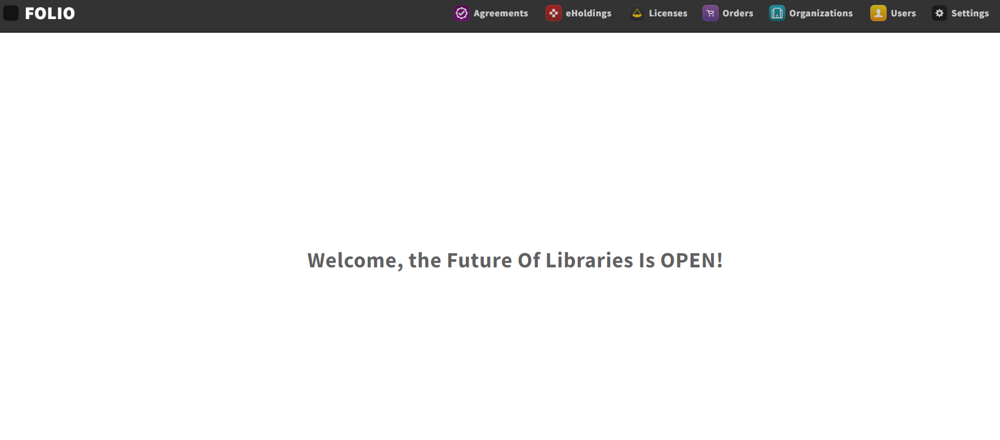 FOLIO Agreements eHoldings Licenses Orders Organizations Users Settings
Welcome, the Future Of Libraries Is OPEN!